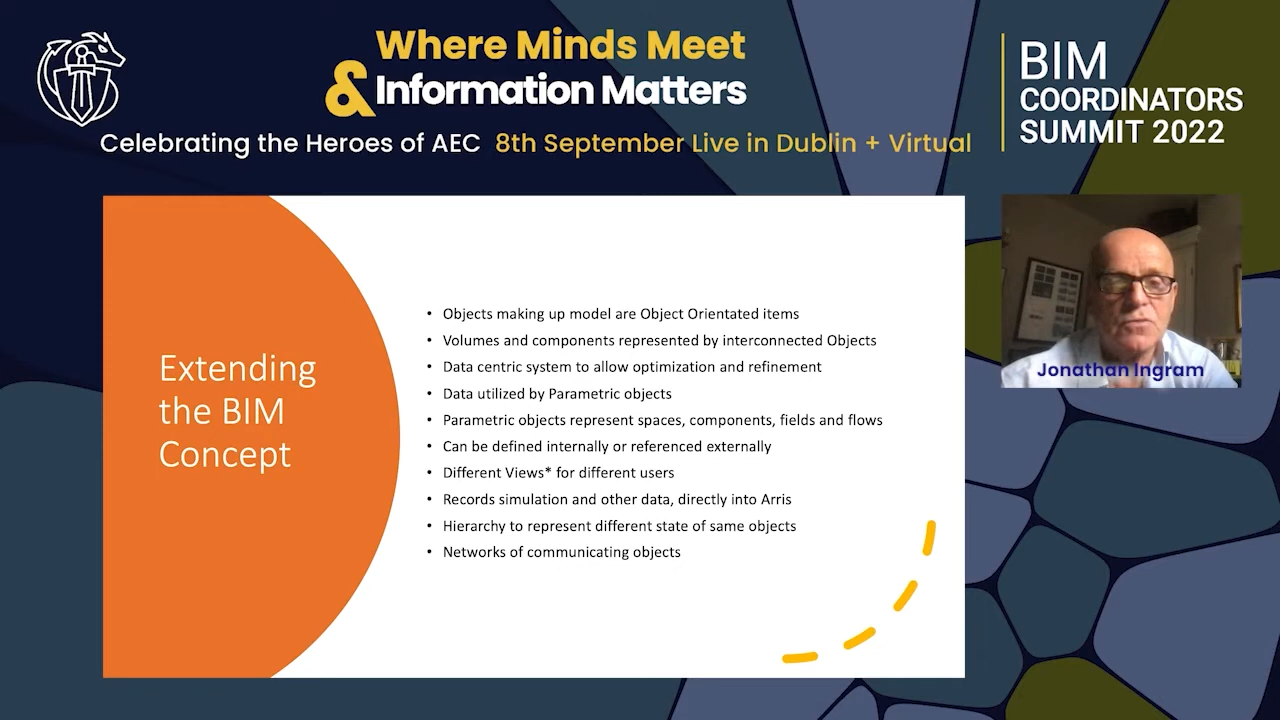 Where Minds Meet
& Information Matters
Celebrating the Heroes of AEC 8th September Live in Dublin + Virtual
BIM
COORDINATORS
SUMMIT 2022
Extending
the BIM
Concept
• Objects making up model are Object Orientated items
• Volumes and components represented by interconnected Objects
• Data centric system to allow optimization and refinement
• Data utilized by Parametric objects
• Parametric objects represent spaces, components, fields and flows
• Can be defined internally or referenced externally
• Different Views* for different users
• Records simulation and other data, directly into Arris
• Hierarchy to represent different state of same objects
• Networks of communicating objects
Jonathan Ingram